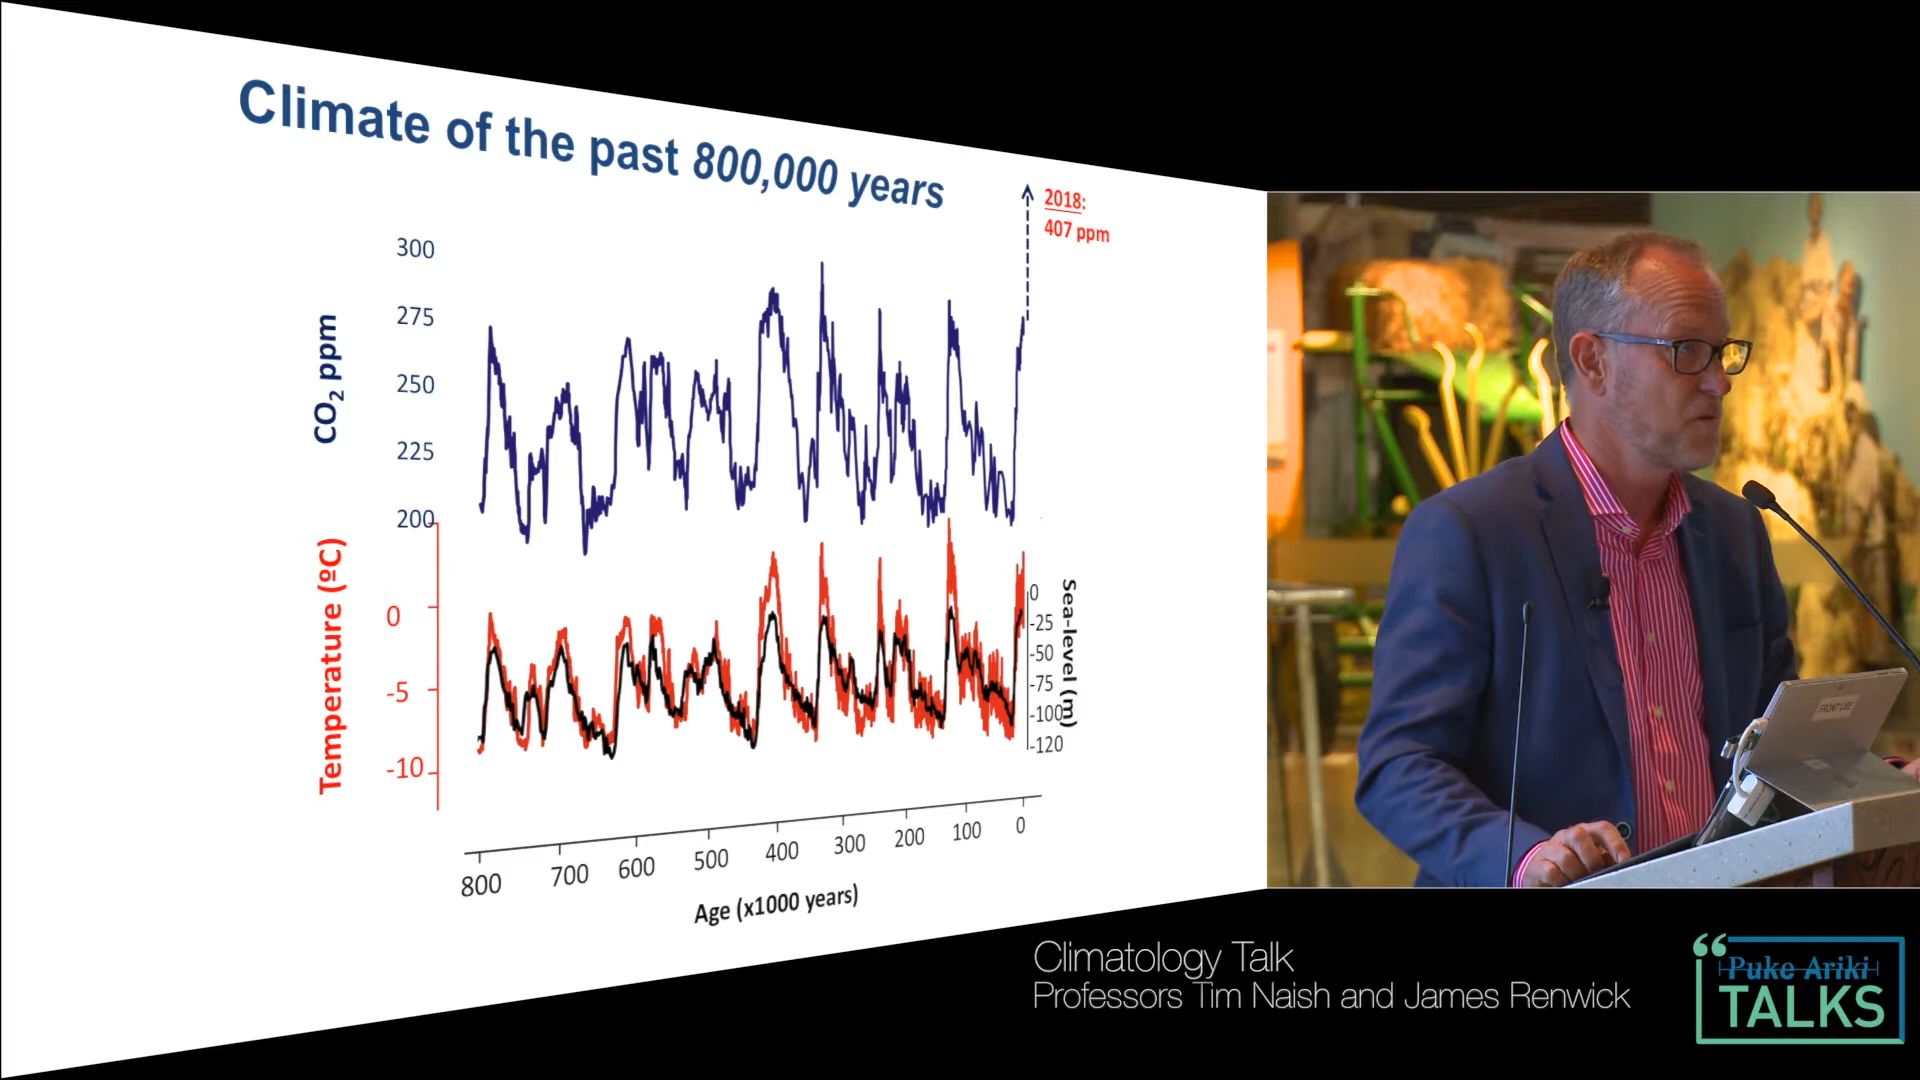 Climate of the past 800,000 years
2018:
407 ppm
300
275
250
225
200
CO2 ppm
0
-5
-10
Temperature (ºC)
0
-25
-50
-75
-100
-120
Sea-level (m)
800 700 600 500 400 300 200 100 0
Age (x1000 years)
FRONT USE
Climatology Talk
Professors Tim Naish and James Renwick
Puke Ariki
TALKS